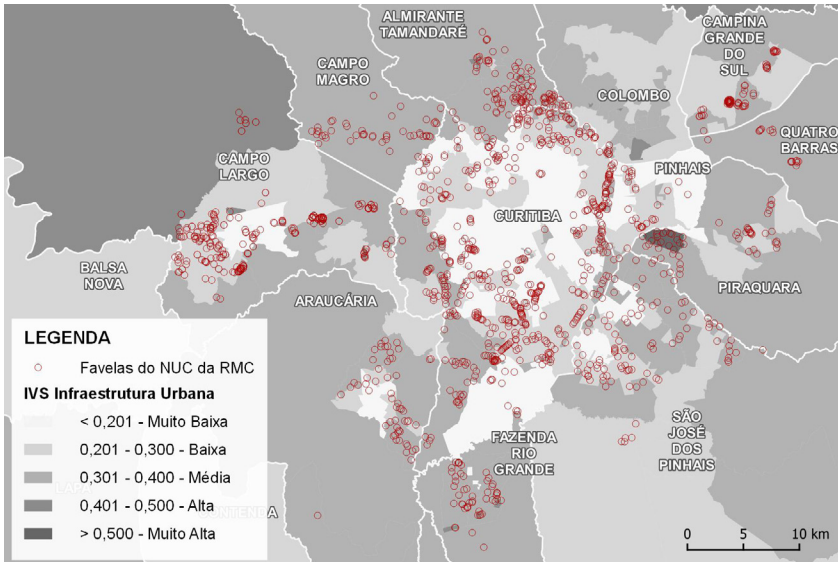 ALMIRANTE
TAMANDARÉ
CAMPINA
GRANDE
DO
SUL
CAMPO
MAGRO
COLOMBO
QUATRO
BARRAS
CAMPO
LARGO
PINHAIS
CURITIBA
BALSA
NOVA
ARAUCÁRIA
PIRAQUARA
LEGENDA
Favelas do NUC da RMC
IVS Infraestrutura Urbana
< 0,201 - Muito Baixa
0,201 - 0,300 - Baixa
0,301 - 0,400 - Média
0,401 - 0,500 - Alta
> 0,500 - Muito Alta
FAZENDA
RIO
GRANDE
SÃO
JOSÉ
DOS
PINHAIS
0 5 10 km